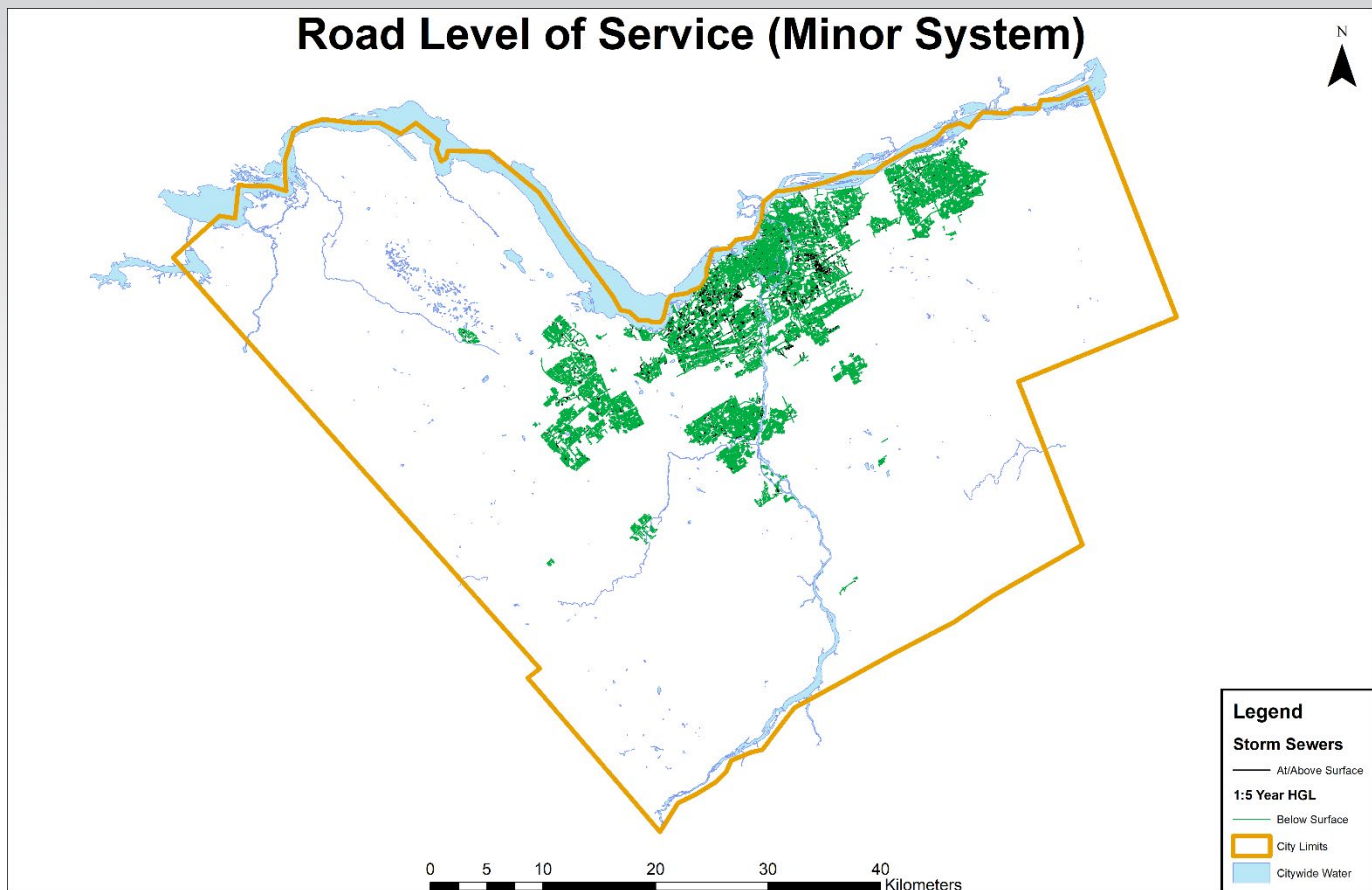 Road Level of Service (Minor System)
N
Legend
Storm Sewers
At/Above Surface
1:5 Year HGL
Below Surface
City Limits
Citywide Water
0 5 10 20 30 40
Kilometers